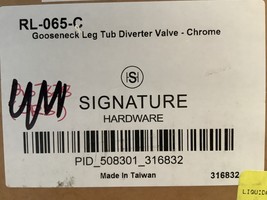 RL-065-C
Gooseneck Leg Tub Diverter Valve - Chrome
S
SIGNATURE
HARDWARE
PID_508301_316832
Made In Taiwan
316832
LIQUID